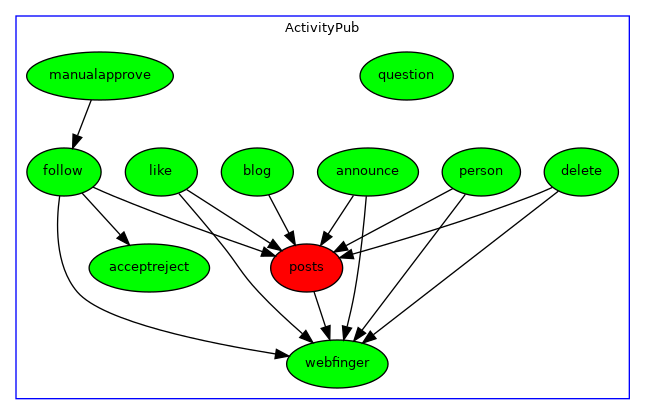 ActivityPub
manualapprove
question
follow
like
blog
announce
person
delete
acceptreject
posts
webfinger